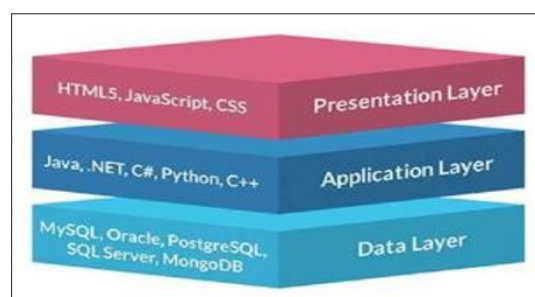 HTML5, JavaScript, CSS
Presentation Layer
Java, .NET, C#, Python, C++
Application Layer
MySQL, Oracle, PostgreSQL,
SQL Server, MongoDB
Data Layer